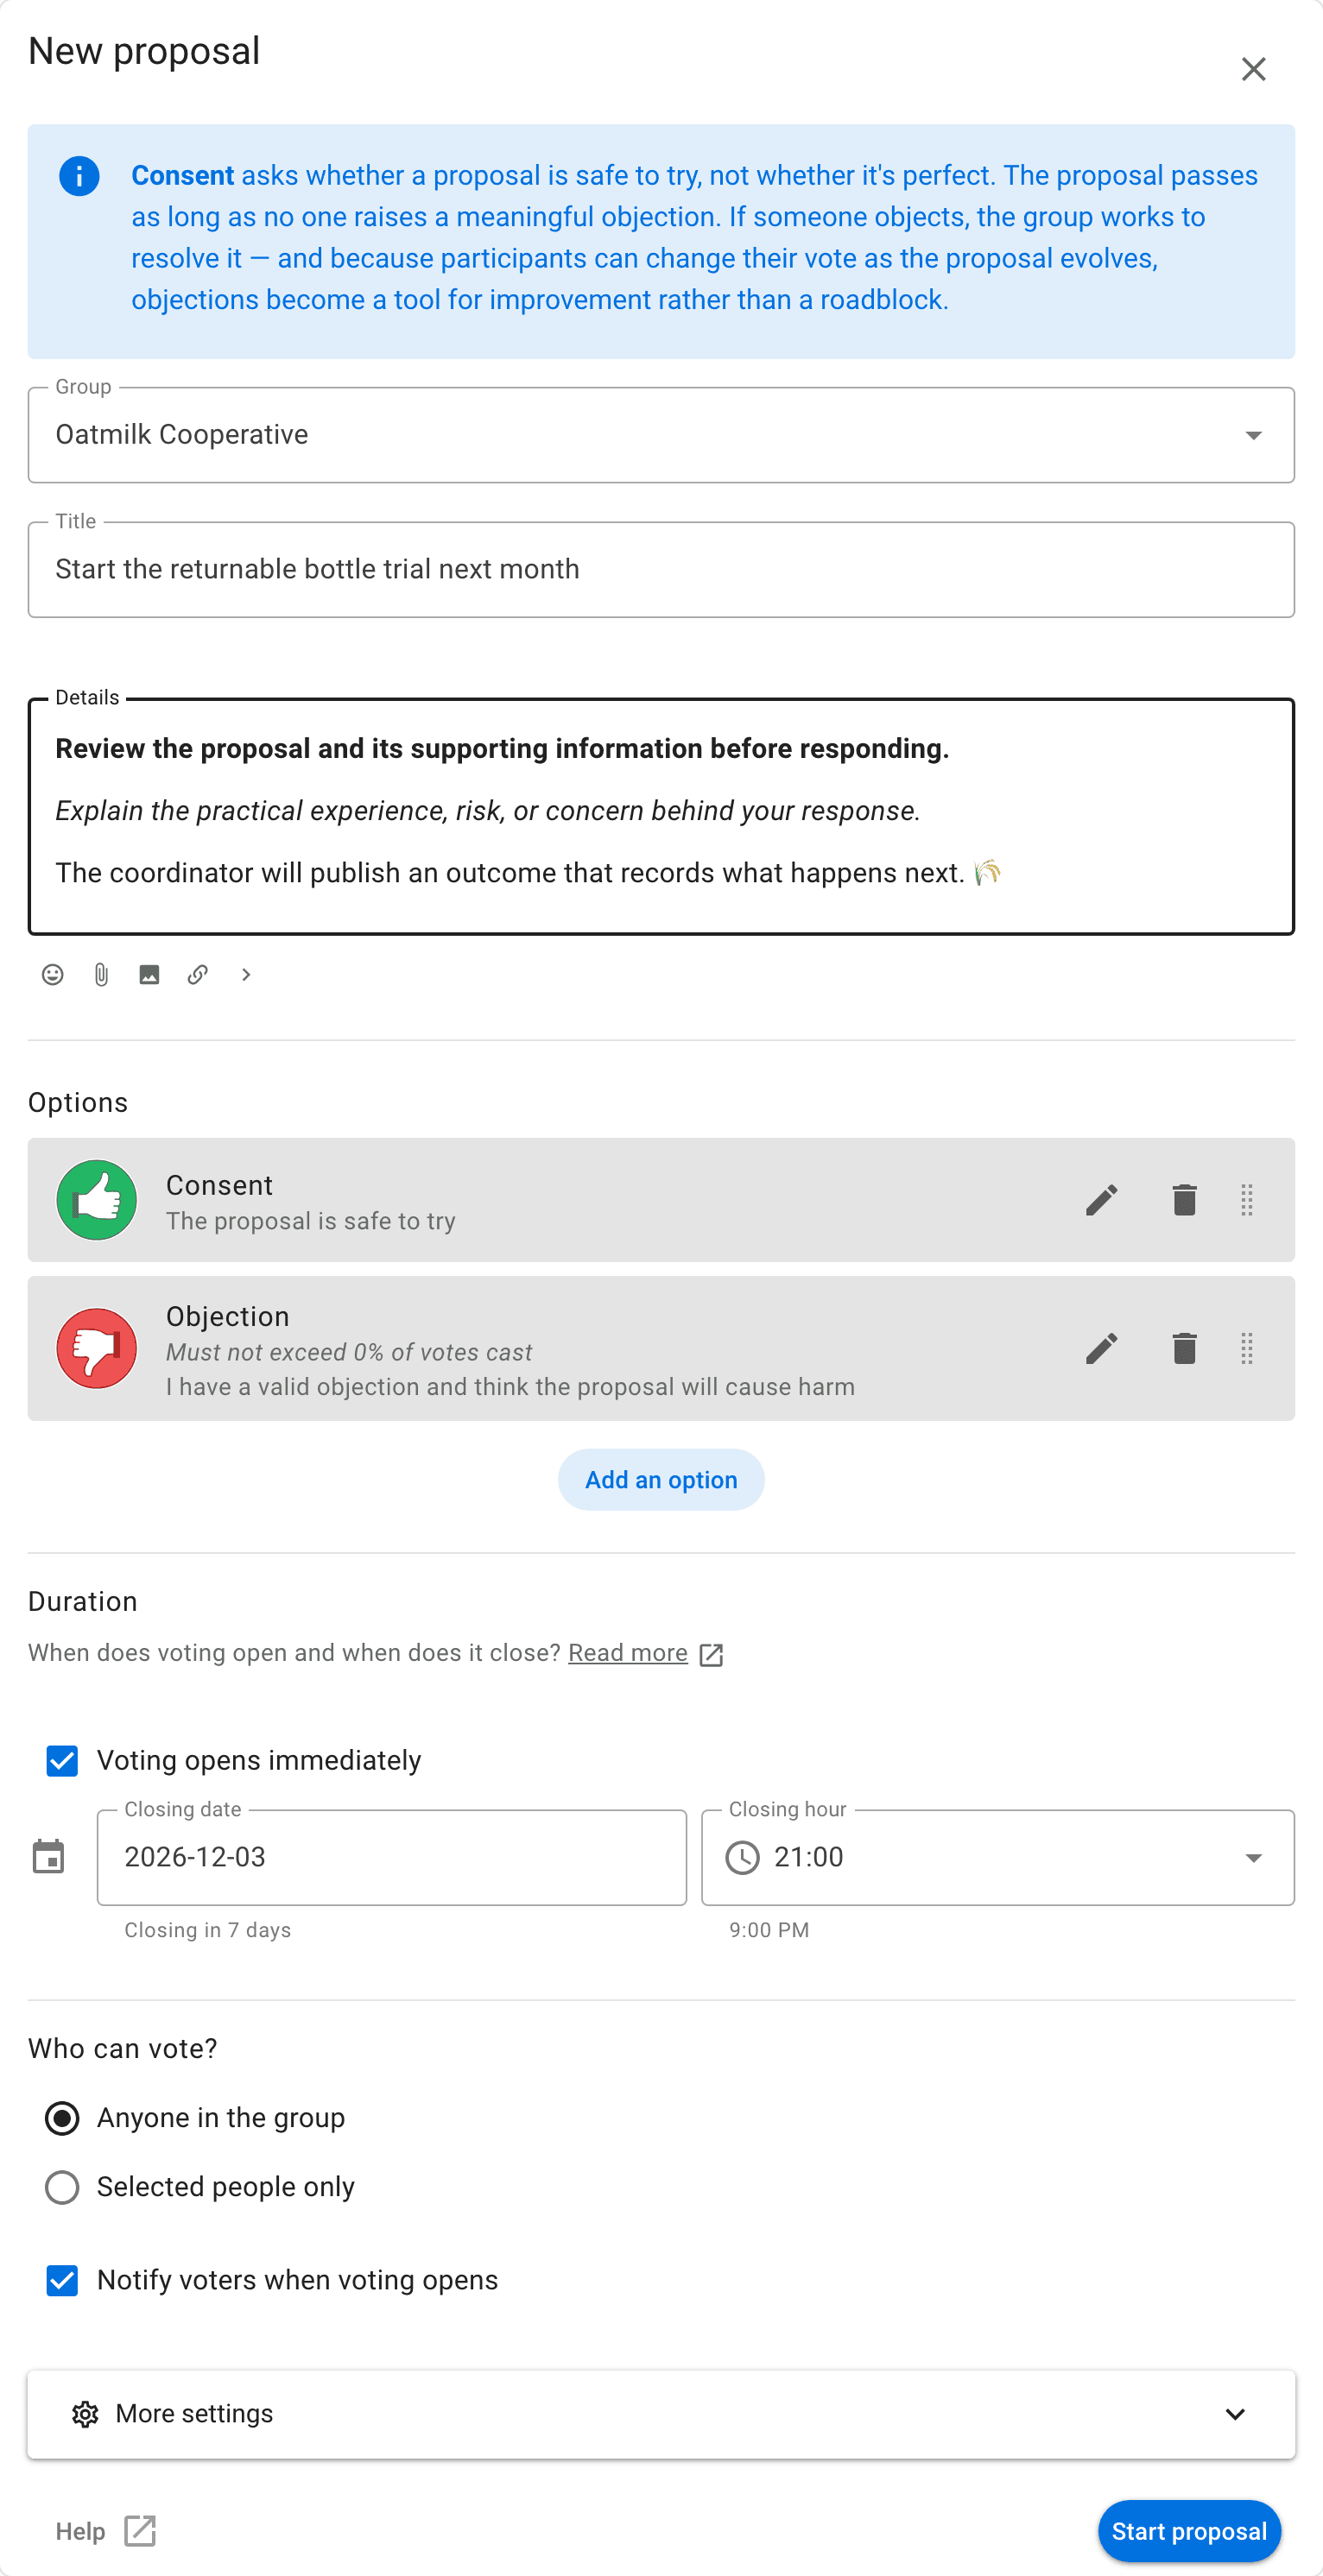 New proposal
Consent asks whether a proposal is safe to try, not whether it's perfect. The proposal passes
as long as no one raises a meaningful objection. If someone objects, the group works to
resolve it — and because participants can change their vote as the proposal evolves,
objections become a tool for improvement rather than a roadblock.
Group
Oatmilk Cooperative
Title
Start the returnable bottle trial next month
Details
Review the proposal and its supporting information before responding.
Explain the practical experience, risk, or concern behind your response.
The coordinator will publish an outcome that records what happens next. 🌾
Options
Consent
The proposal is safe to try
Objection
Must not exceed 0% of votes cast
I have a valid objection and think the proposal will cause harm
Add an option
Duration
When does voting open and when does it close? Read more
Voting opens immediately
Closing date
2026-12-03
Closing in 7 days
Closing hour
21:00
9:00 PM
Who can vote?
Anyone in the group
Selected people only
Notify voters when voting opens
More settings
Help
Start proposal